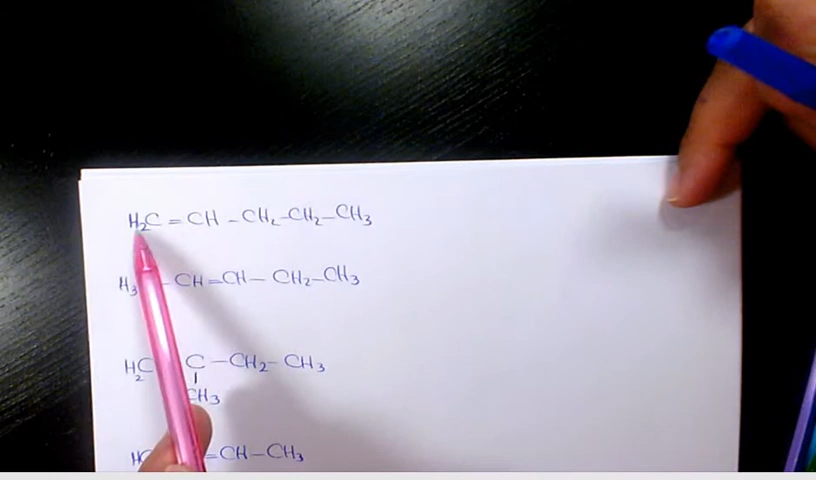 H₂C = CH - CH₂ - CH₂ - CH₃
H₃ - CH = CH - CH₂ - CH₃
H₂C C - CH₂ - CH₃
CH₃
= CH - CH₃